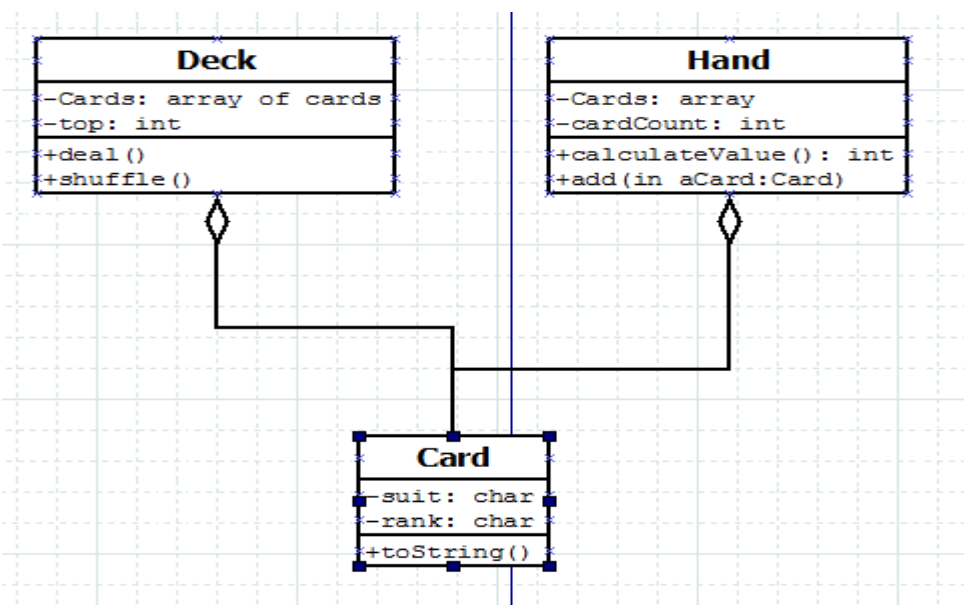 Deck
-Cards: array of cards
-top: int
+deal()
+shuffle()
Hand
-Cards: array
-cardCount: int
+calculateValue(): int
+add(in aCard:Card)
Card
-suit: char
-rank: char
+toString()